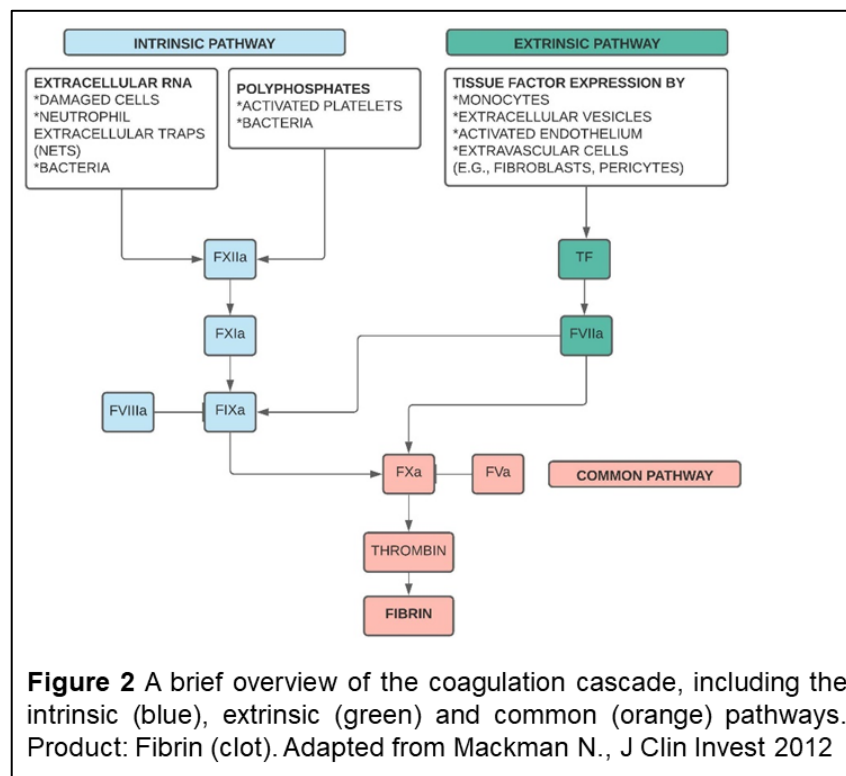 INTRINSIC PATHWAY
EXTRINSIC PATHWAY
EXTRACELLULAR RNA
*DAMAGED CELLS
*NEUTROPHIL
EXTRACELLULAR TRAPS
(NETS)
*BACTERIA
POLYPHOSPHATES
*ACTIVATED PLATELETS
*BACTERIA
TISSUE FACTOR EXPRESSION BY
*MONOCYTES
*EXTRACELLULAR VESICLES
*ACTIVATED ENDOTHELIUM
*EXTRAVASCULAR CELLS
(E.G., FIBROBLASTS, PERICYTES)
FXIIa
TF
FXIa
FVIIa
FVIIIa
FIXa
FXa
FVa
COMMON PATHWAY
THROMBIN
FIBRIN
Figure 2 A brief overview of the coagulation cascade, including the
intrinsic (blue), extrinsic (green) and common (orange) pathways.
Product: Fibrin (clot). Adapted from Mackman N., J Clin Invest 2012